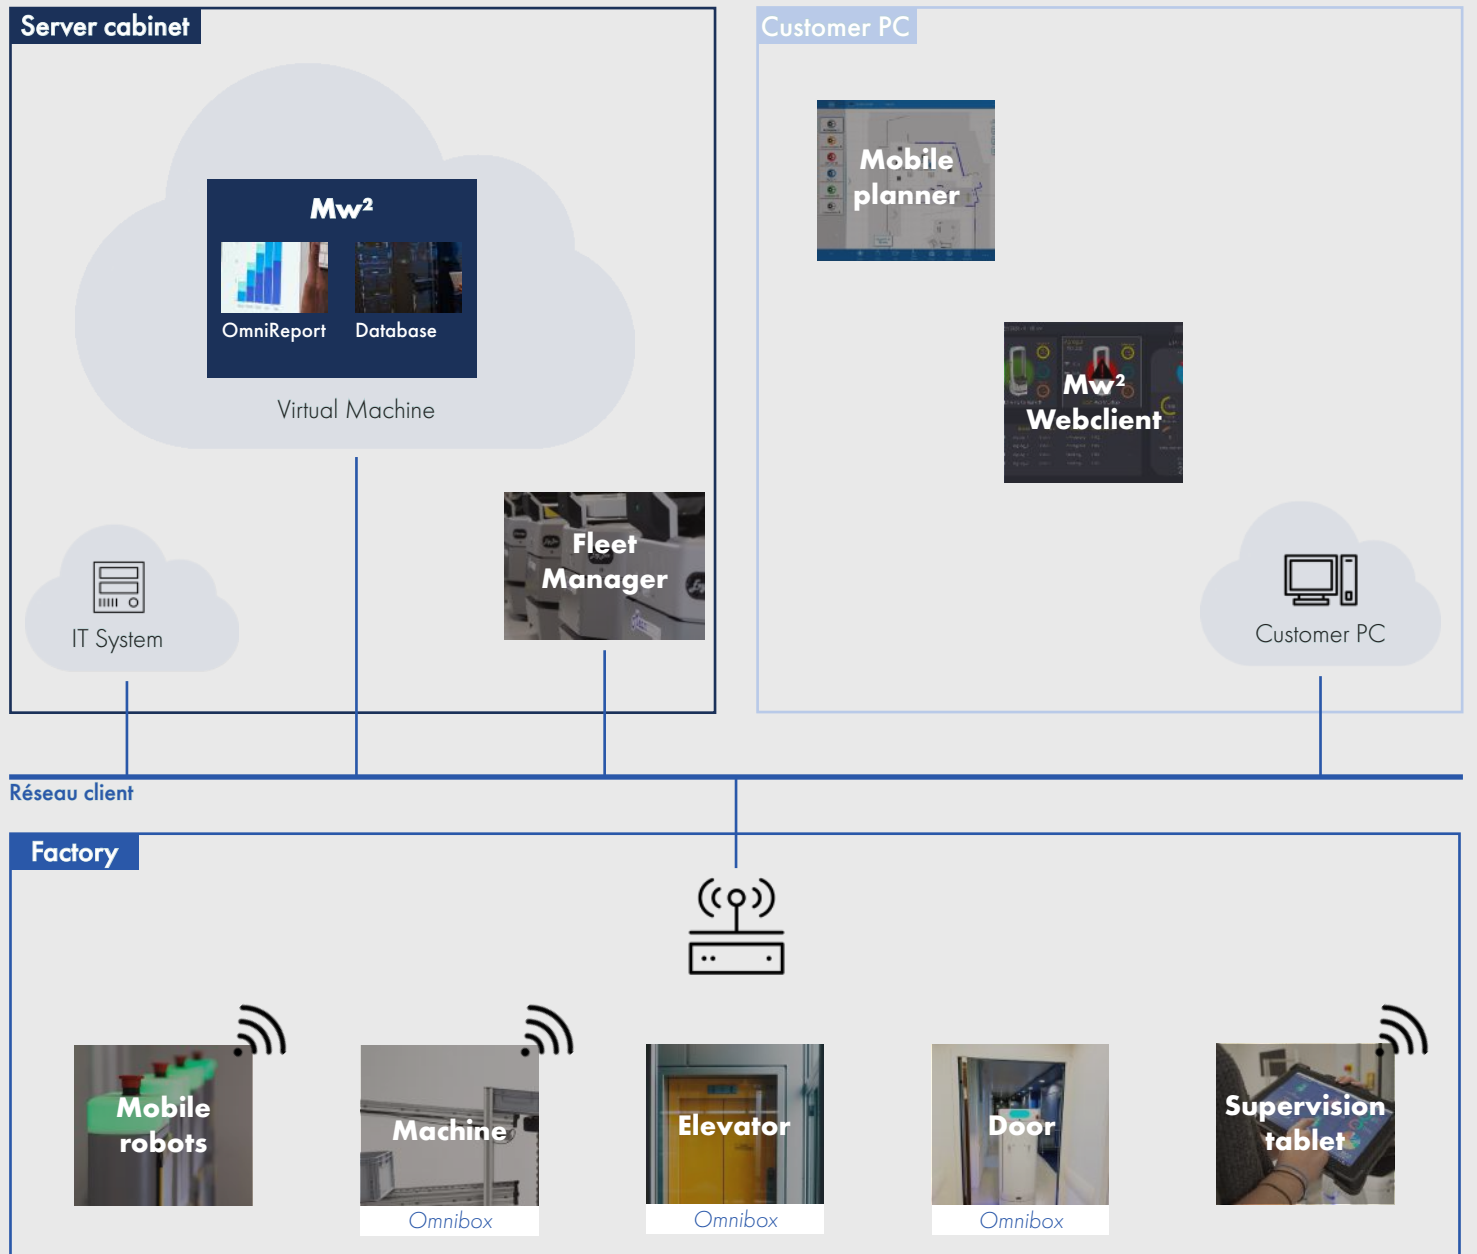 Server cabinet
Mw²
OmniReport
Database
Virtual Machine
IT System
Fleet
Manager
Customer PC
Mobile
planner
Mw²
Webclient
Customer PC
Réseau client
Factory
Mobile
robots
Machine
Omnibox
Elevator
Omnibox
Door
Omnibox
Supervision
tablet